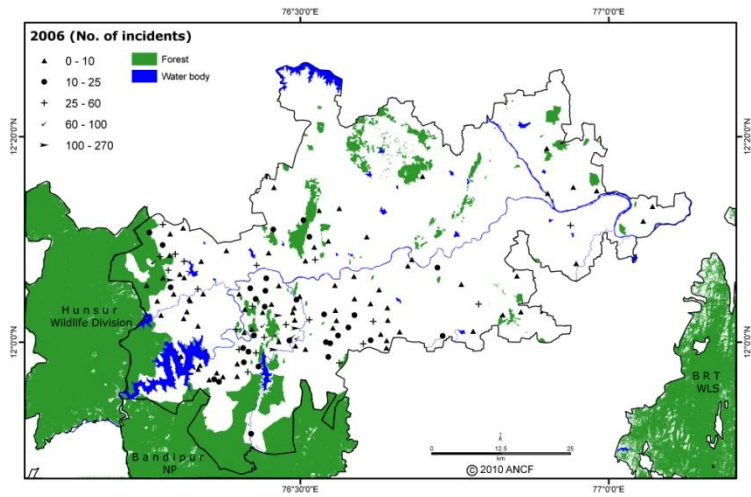 76°30'0"E
77°0'0"E
2006 (No. of incidents)
0 - 10
10 - 25
25 - 60
60 - 100
100 - 270
Forest
Water body
12°20'0"N
12°20'0"N
Hunsur
Wildlife Division
12°0'0"N
12°0'0"N
BRT
WLS
Bandipur
NP
0
12.5
25
km
© 2010 ANCF
76°30'0"E
77°0'0"E